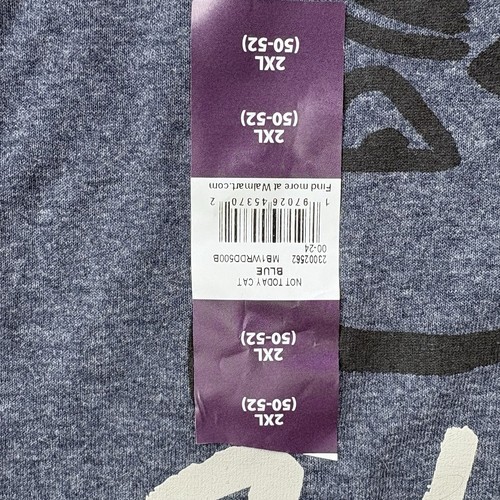 2XL
(50-52)
2XL
(50-52)
NOT TODAY CAT
BLUE
23002562 MB1WRDD500B
00-24
1 97026 45370 2
Find more at Walmart.com
2XL
(50-52)
2XL
(50-52)